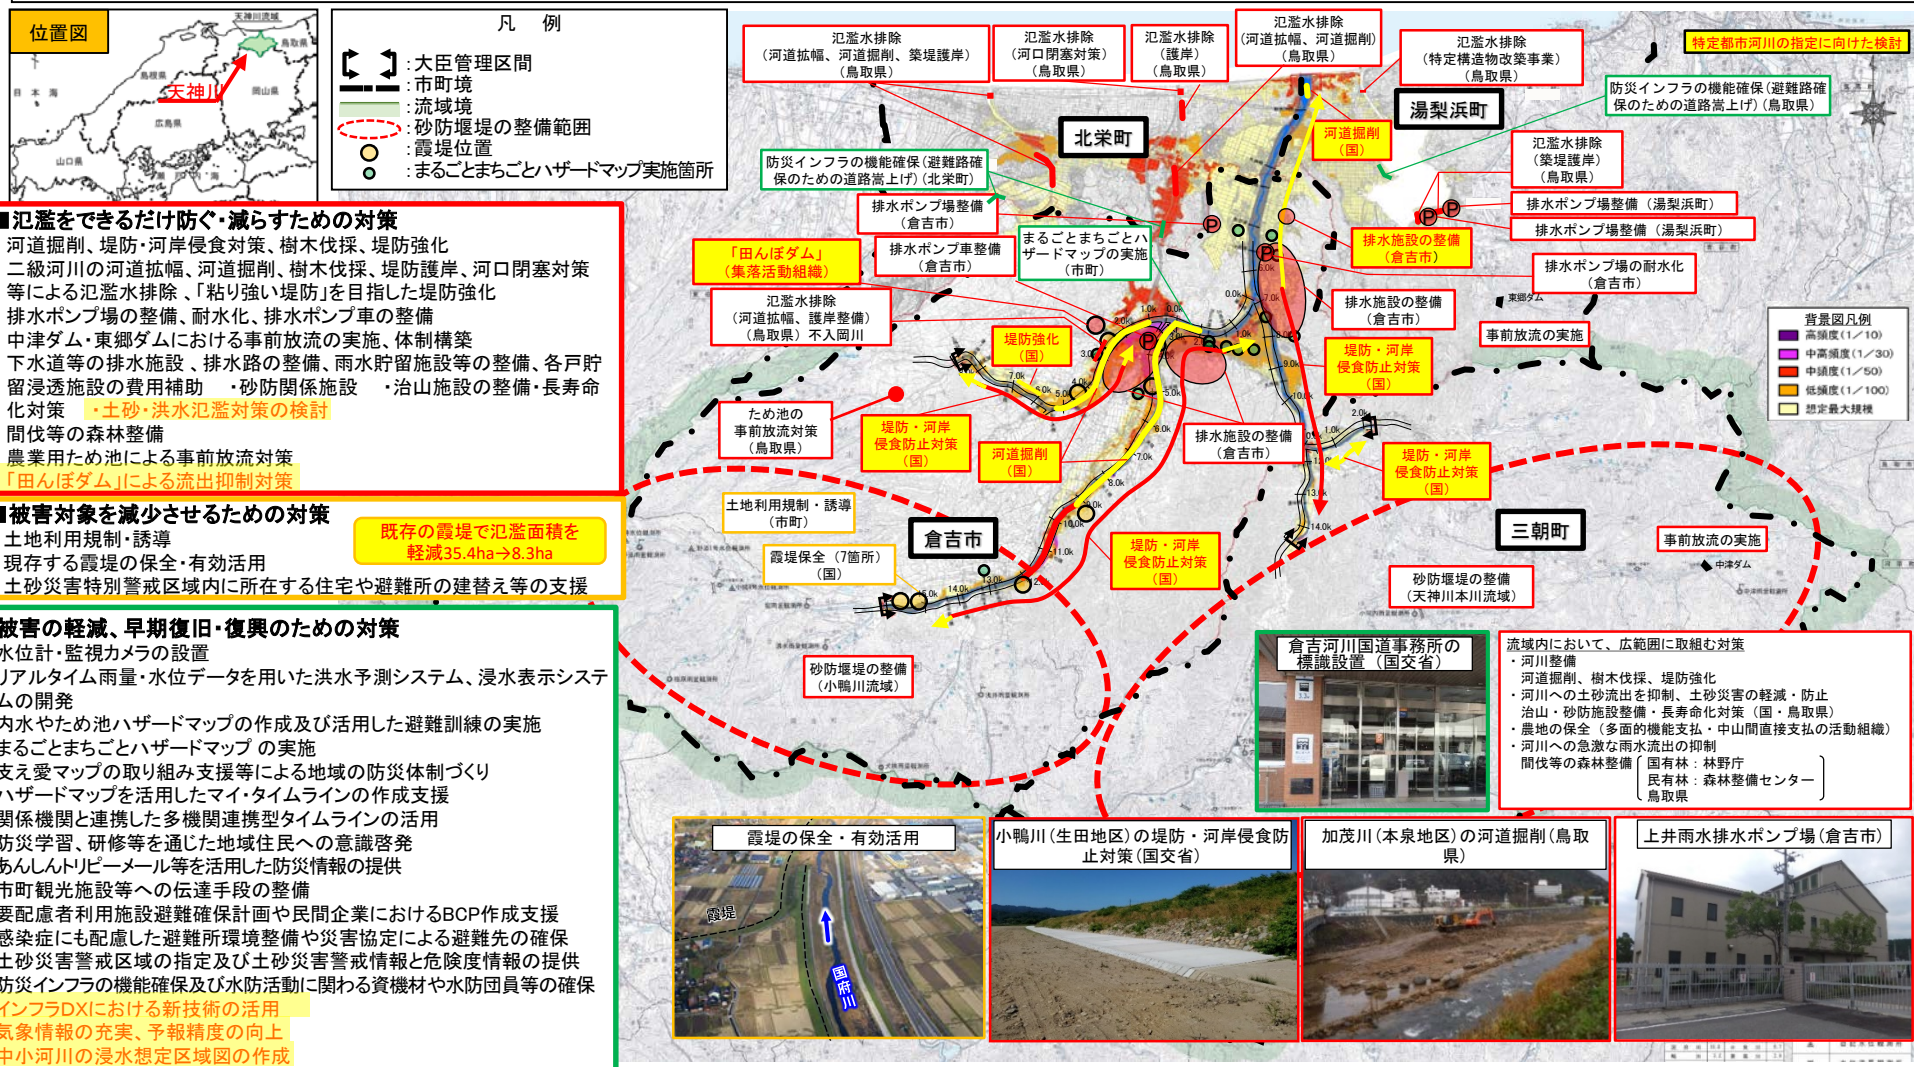 位置図
天神川流域
鳥取県
島根県
岡山県
日本海
天神川
広島県
山口県
瀬戸内海
凡 例
:大臣管理区間
:市町境
:流域境
:砂防堰堤の整備範囲
:霞堤位置
:まるごとまちごとハザードマップ実施箇所
■氾濫をできるだけ防ぐ・減らすための対策
河道掘削、堤防・河岸侵食対策、樹木伐採、堤防強化
二級河川の河道拡幅、河道掘削、樹木伐採、堤防護岸、河口閉塞対策
等による氾濫水排除 、「粘り強い堤防」を目指した堤防強化
排水ポンプ場の整備、耐水化、排水ポンプ車の整備
中津ダム・東郷ダムにおける事前放流の実施、体制構築
下水道等の排水施設 、排水路の整備、雨水貯留施設等の整備、各戸貯
留浸透施設の費用補助 ・砂防関係施設 ・治山施設の整備・長寿命
化対策 ・土砂・洪水氾濫対策の検討
間伐等の森林整備
農業用ため池による事前放流対策
「田んぼダム」による流出抑制対策
■被害対象を減少させるための対策
土地利用規制・誘導
現存する霞堤の保全・有効活用
土砂災害特別警戒区域内に所在する住宅や避難所の建替え等の支援
既存の霞堤で氾濫面積を
軽減35.4ha→8.3ha
被害の軽減、早期復旧・復興のための対策
水位計・監視カメラの設置
リアルタイム雨量・水位データを用いた洪水予測システム、浸水表示システ
ムの開発
内水やため池ハザードマップの作成及び活用した避難訓練の実施
まるごとまちごとハザードマップ の実施
支え愛マップの取り組み支援等による地域の防災体制づくり
ハザードマップを活用したマイ・タイムラインの作成支援
関係機関と連携した多機関連携型タイムラインの活用
防災学習、研修等を通じた地域住民への意識啓発
あんしんトリピーメール等を活用した防災情報の提供
市町観光施設等への伝達手段の整備
要配慮者利用施設避難確保計画や民間企業におけるBCP作成支援
感染症にも配慮した避難所環境整備や災害協定による避難先の確保
土砂災害警戒区域の指定及び土砂災害警戒情報と危険度情報の提供
防災インフラの機能確保及び水防活動に関わる資機材や水防団員等の確保
インフラDXにおける新技術の活用
気象情報の充実、予報精度の向上
中小河川の浸水想定区域図の作成
氾濫水排除
(河道拡幅、河道掘削、築堤護岸)
(鳥取県)
氾濫水排除
(河口閉塞対策)
(鳥取県)
氾濫水排除
(護岸)
(鳥取県)
氾濫水排除
(河道拡幅、河道掘削)
(鳥取県)
氾濫水排除
(特定構造物改築事業)
(鳥取県)
特定都市河川の指定に向けた検討
防災インフラの機能確保(避難路確
保のための道路嵩上げ)(鳥取県)
湯梨浜町
北栄町
河道掘削
(国)
氾濫水排除
(築堤護岸)
(鳥取県)
防災インフラの機能確保(避難路確
保のための道路嵩上げ)(北栄町)
排水ポンプ場整備
(倉吉市)
排水ポンプ場整備(湯梨浜町)
排水ポンプ場整備(湯梨浜町)
「田んぼダム」
(集落活動組織)
排水ポンプ車整備
(倉吉市)
まるごとまちごとハ
ザードマップの実施
(市町)
排水施設の整備
(倉吉市)
排水ポンプ場の耐水化
(倉吉市)
氾濫水排除
(河道拡幅、護岸整備)
(鳥取県)不入岡川
排水施設の整備
(倉吉市)
東郷ダム
事前放流の実施
背景図凡例
高頻度(1/10)
中高頻度(1/30)
中頻度(1/50)
低頻度(1/100)
想定最大規模
堤防強化
(国)
堤防・河岸
侵食防止対策
(国)
ため池の
事前放流対策
(鳥取県)
堤防・河岸
侵食防止対策
(国)
河道掘削
(国)
排水施設の整備
(倉吉市)
堤防・河岸
侵食防止対策
(国)
土地利用規制・誘導
(市町)
倉吉市
霞堤保全(7箇所)
(国)
堤防・河岸
侵食防止対策
(国)
三朝町
事前放流の実施
中津ダム
砂防堰堤の整備
(天神川本川流域)
砂防堰堤の整備
(小鴨川流域)
倉吉河川国道事務所の
標識設置(国交省)
流域内において、広範囲に取組む対策
・河川整備
河道掘削、樹木伐採、堤防強化
・河川への土砂流出を抑制、土砂災害の軽減・防止
治山・砂防施設整備・長寿命化対策(国・鳥取県)
・農地の保全(多面的機能支払・中山間直接支払の活動組織)
・河川への急激な雨水流出の抑制
間伐等の森林整備 国有林:林野庁
民有林:森林整備センター
鳥取県
霞堤の保全・有効活用
霞堤
国府川
小鴨川(生田地区)の堤防・河岸侵食防
止対策(国交省)
加茂川(本泉地区)の河道掘削(鳥取
県)
上井雨水排水ポンプ場(倉吉市)